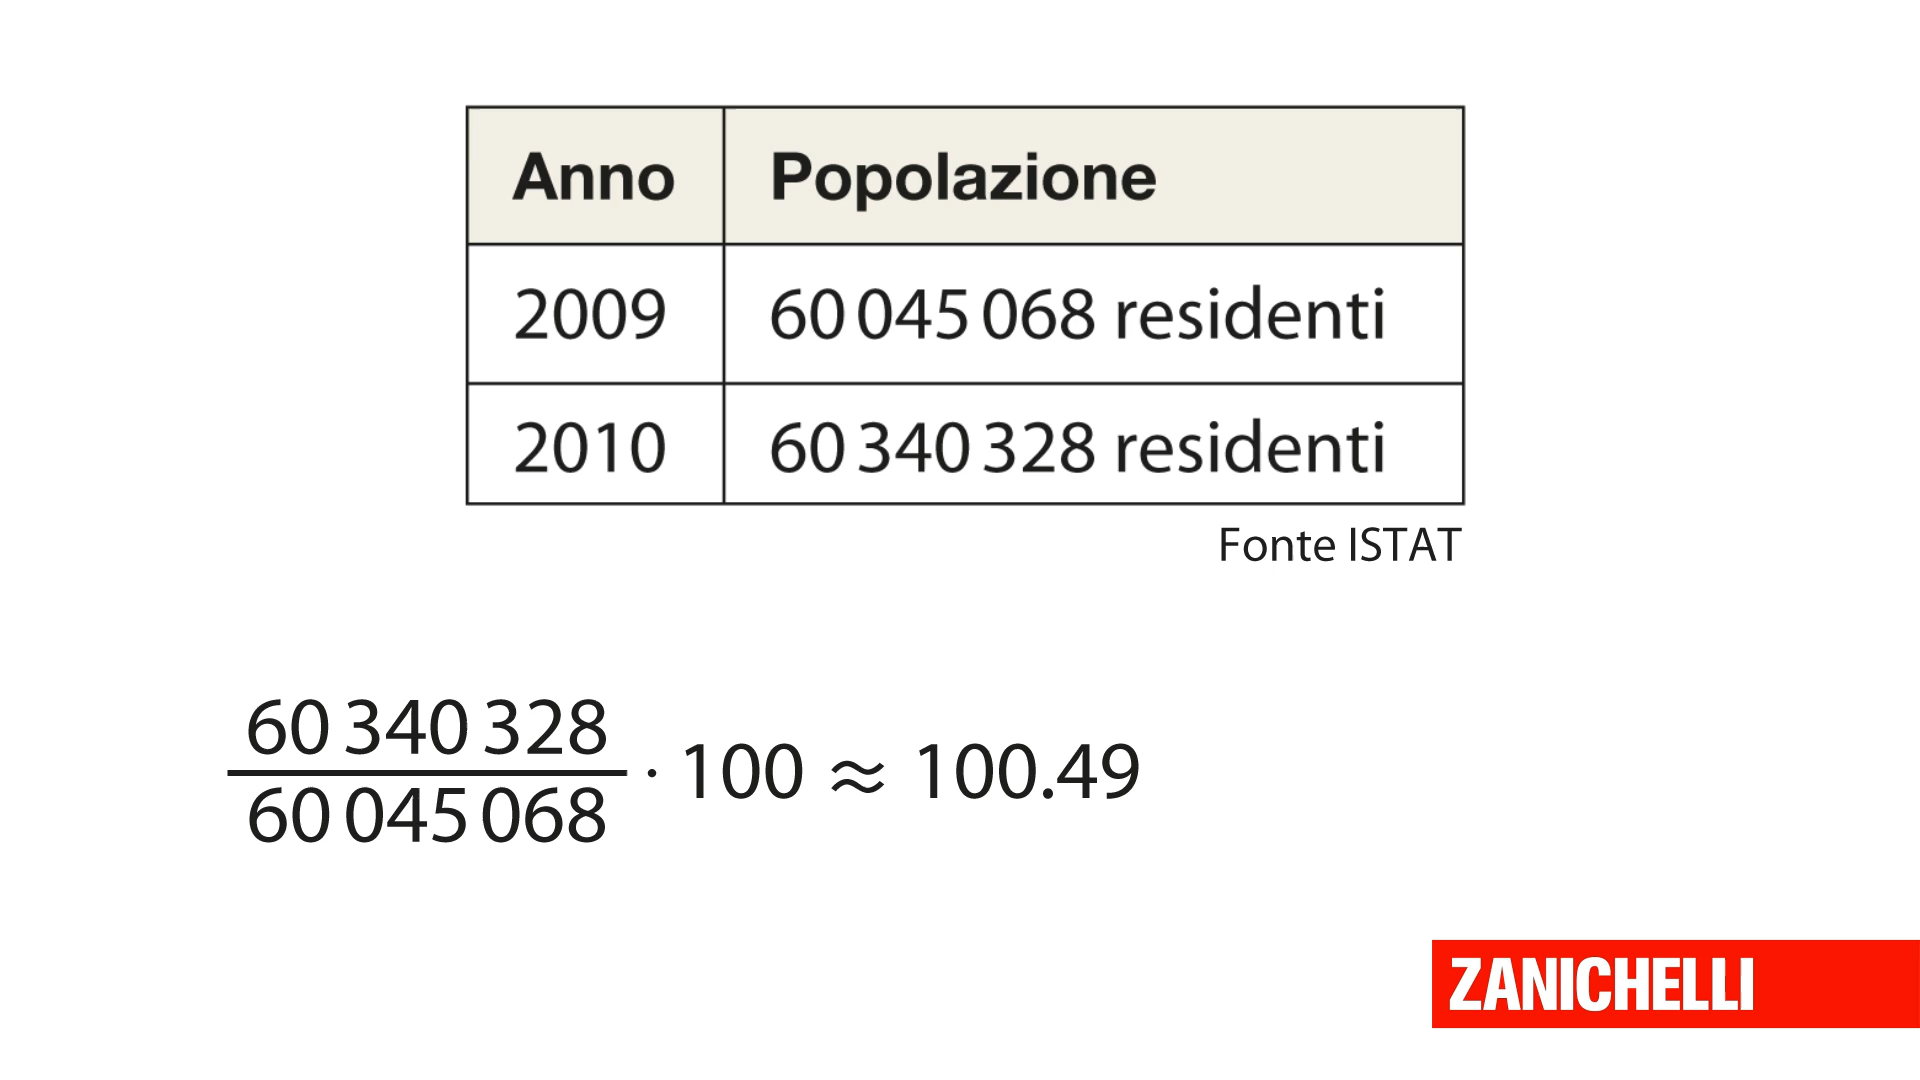 Anno Popolazione
2009 60 045 068 residenti
2010 60 340 328 residenti
Fonte ISTAT
60 340 328
60 045 068
· 100 ≈ 100.49
ZANICHELLI